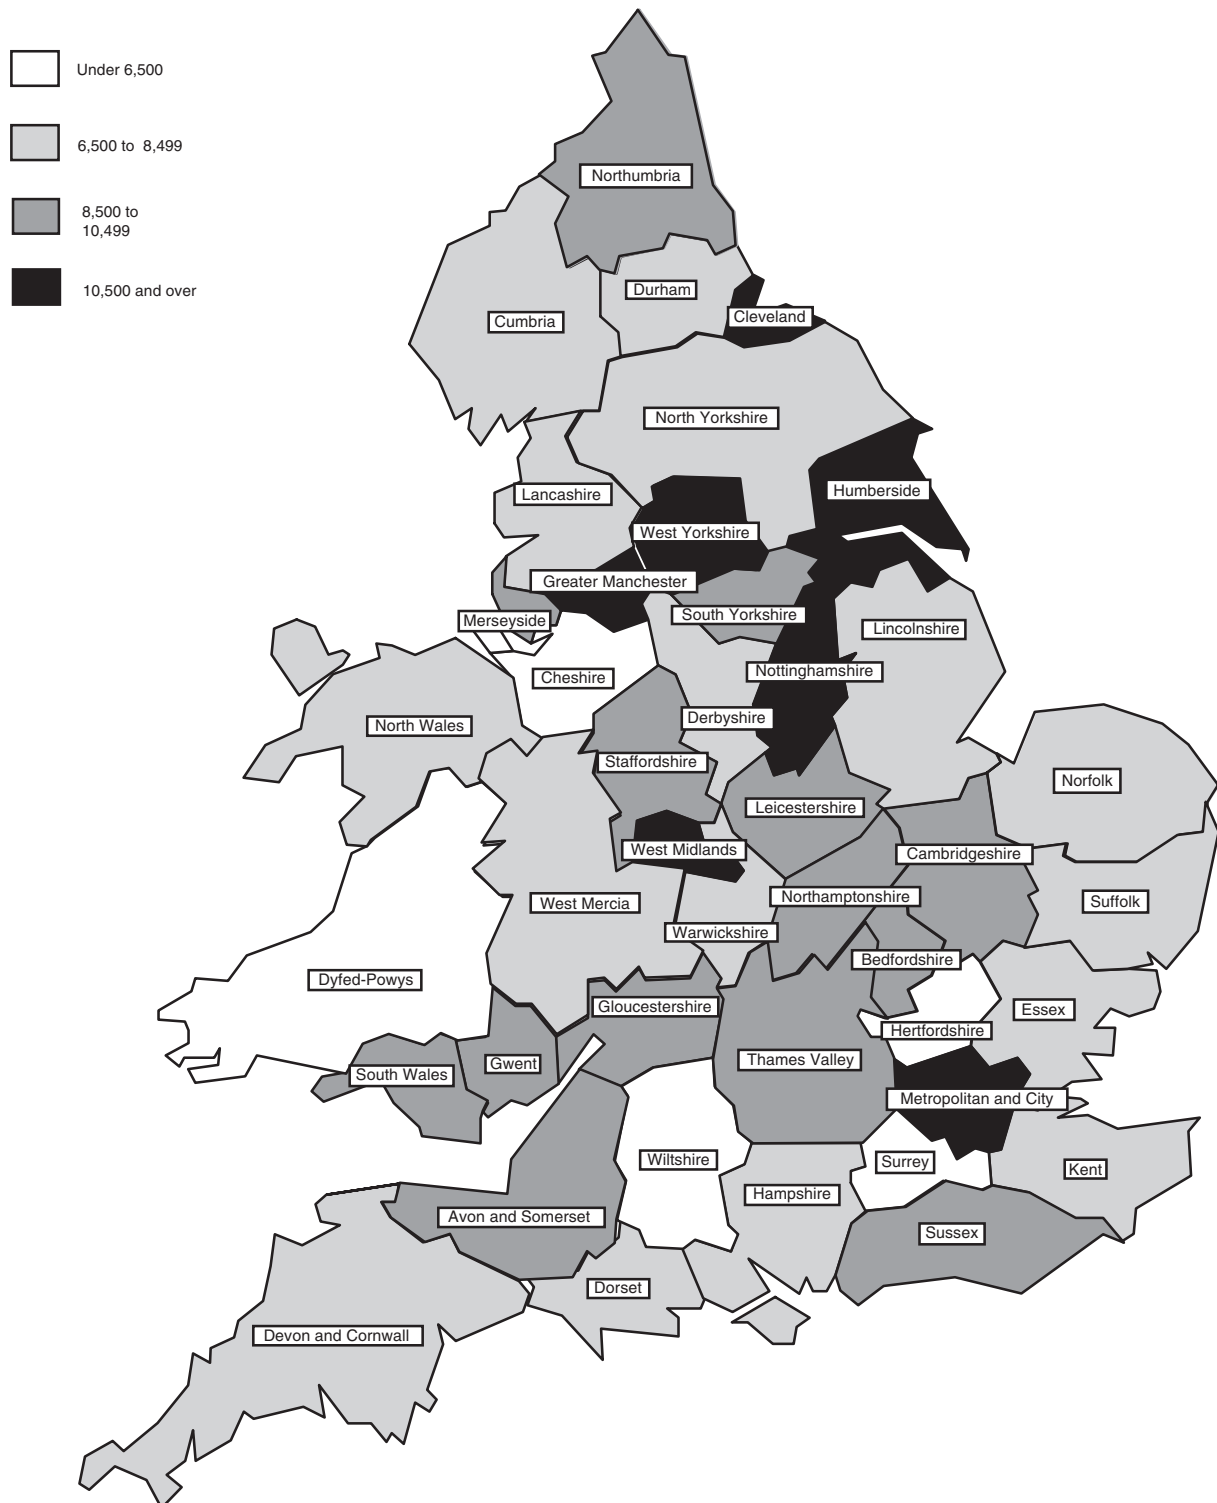 Under 6,500
6,500 to 8,499
8,500 to
10,499
10,500 and over
Northumbria
Durham
Cleveland
Cumbria
North Yorkshire
Lancashire
Humberside
West Yorkshire
Greater Manchester
South Yorkshire
Merseyside
Lincolnshire
Cheshire
Nottinghamshire
North Wales
Derbyshire
Staffordshire
Norfolk
Leicestershire
West Midlands
Cambridgeshire
West Mercia
Northamptonshire
Suffolk
Warwickshire
Bedfordshire
Dyfed-Powys
Gloucestershire
Essex
Hertfordshire
Gwent
Thames Valley
South Wales
Metropolitan and City
Wiltshire
Surrey
Kent
Hampshire
Avon and Somerset
Sussex
Dorset
Devon and Cornwall